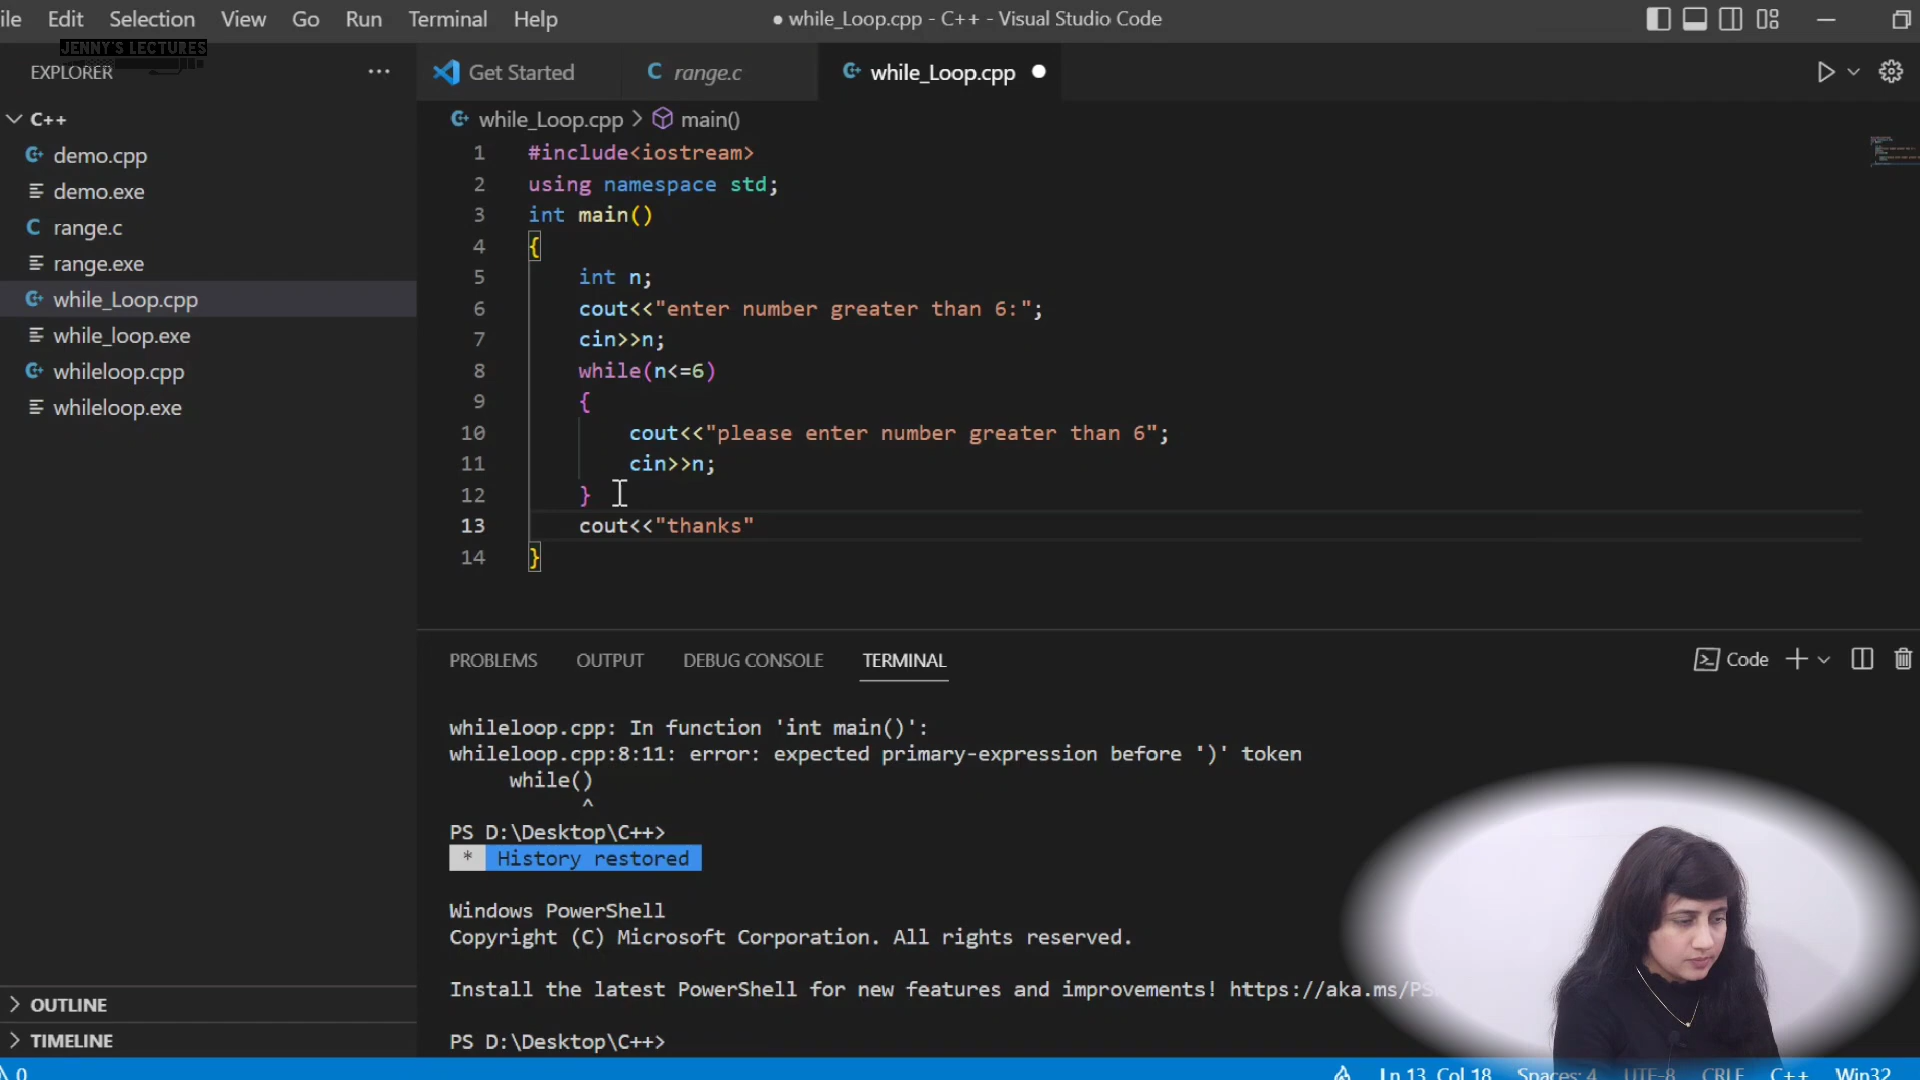 ile Edit Selection View Go Run Terminal Help ● while_Loop.cpp - C++ - Visual Studio Code
JENNY'S LECTURES
EXPLORER
C++
demo.cpp
demo.exe
range.c
range.exe
while_Loop.cpp
while_loop.exe
whileloop.cpp
whileloop.exe
OUTLINE
TIMELINE
Get Started range.c while_Loop.cpp
while_Loop.cpp > main()
1 #include<iostream>
2 using namespace std;
3 int main()
4 {
5 int n;
6 cout<<"enter number greater than 6:";
7 cin>>n;
8 while(n<=6)
9 {
10 cout<<"please enter number greater than 6";
11 cin>>n;
12 }
13 cout<<"thanks"
14 }
PROBLEMS OUTPUT DEBUG CONSOLE TERMINAL Code
whileloop.cpp: In function 'int main()':
whileloop.cpp:8:11: error: expected primary-expression before ')' token
while()
^
PS D:\Desktop\C++>
* History restored
Windows PowerShell
Copyright (C) Microsoft Corporation. All rights reserved.
Install the latest PowerShell for new features and improvements! https://aka.ms/PS
PS D:\Desktop\C++>
0 Ln 13, Col 18 Spaces: 4 UTF-8 CRLF C++ Win32